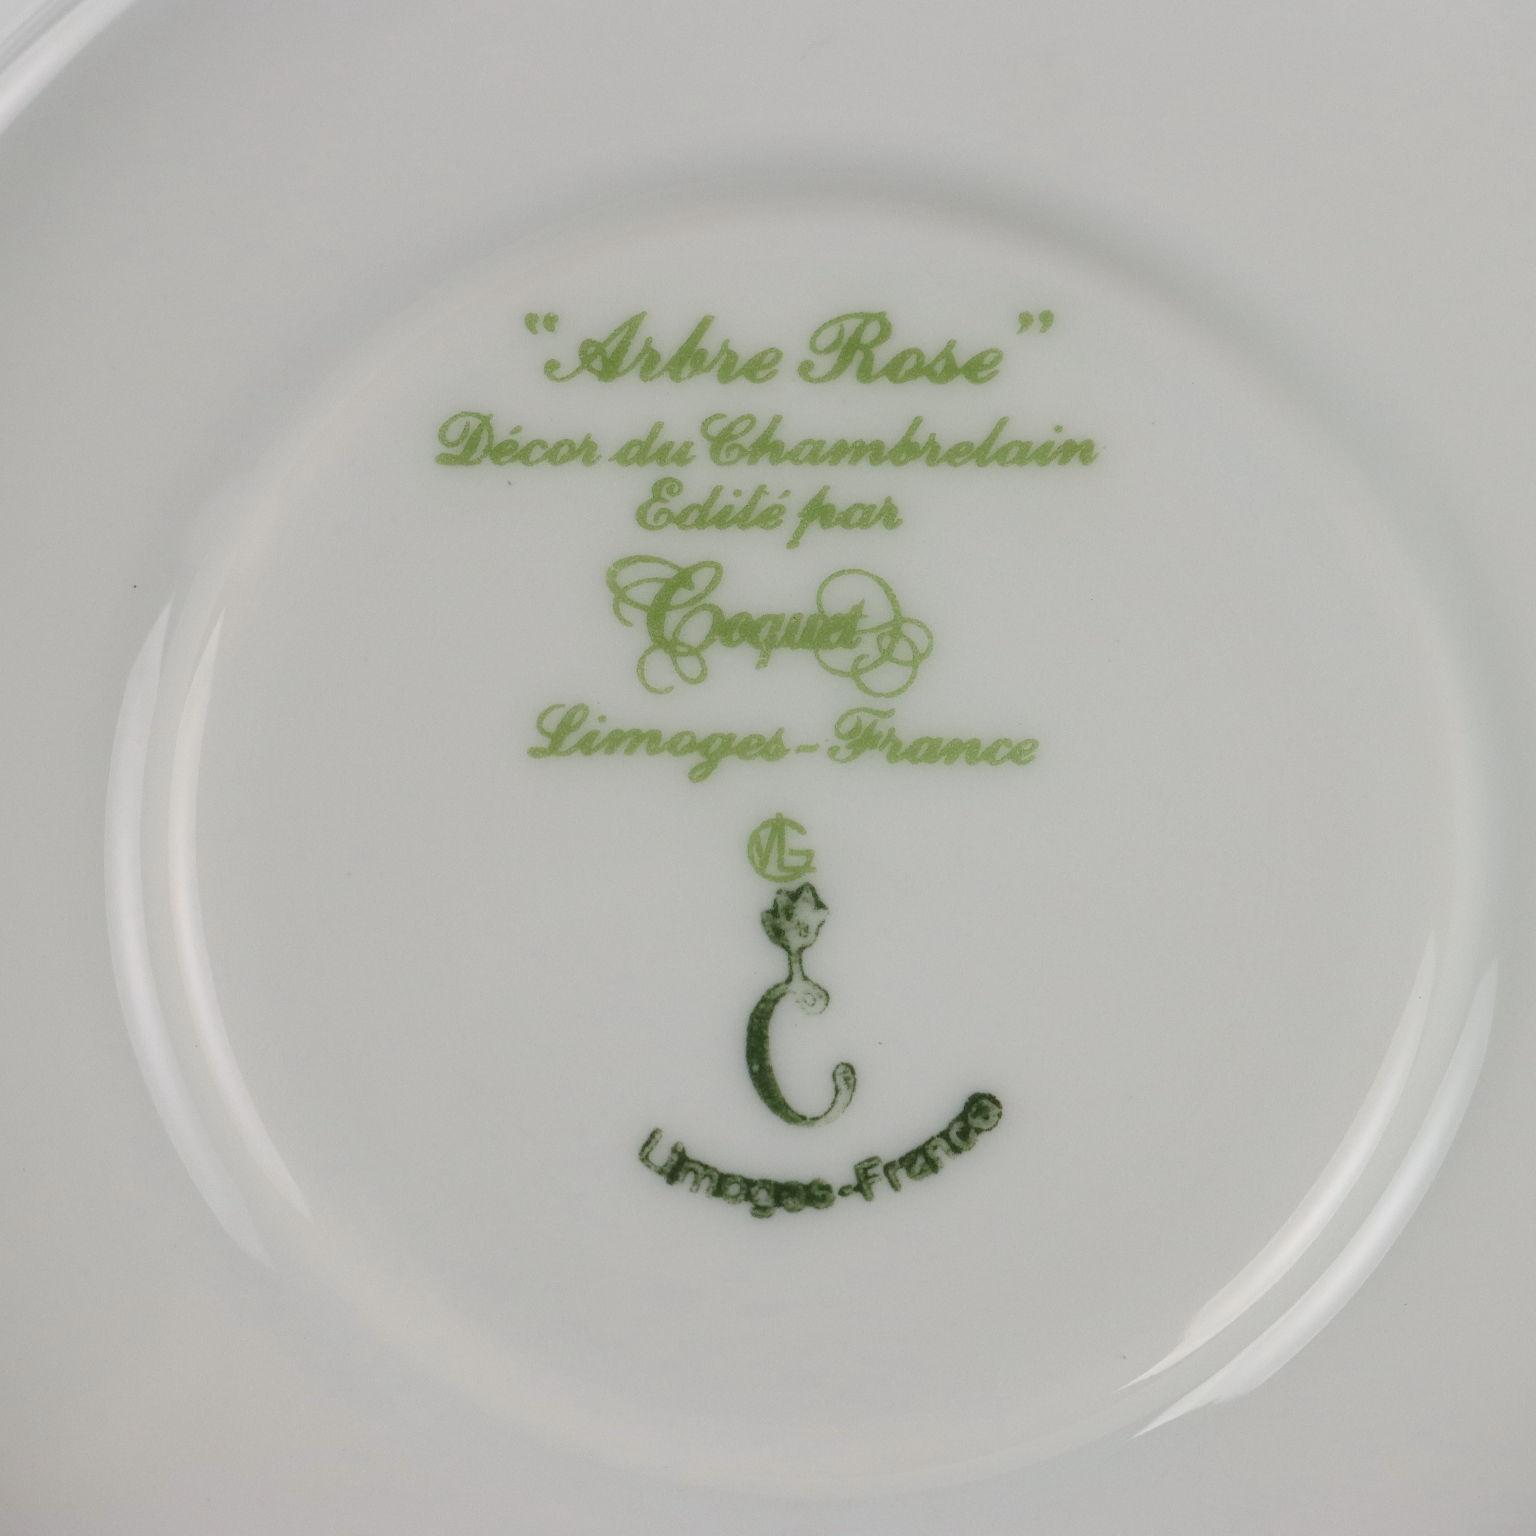 "Arbre Rose"
Décor du Chambrelain
Edité par
Coquet
Limoges-France
C
Limoges-France